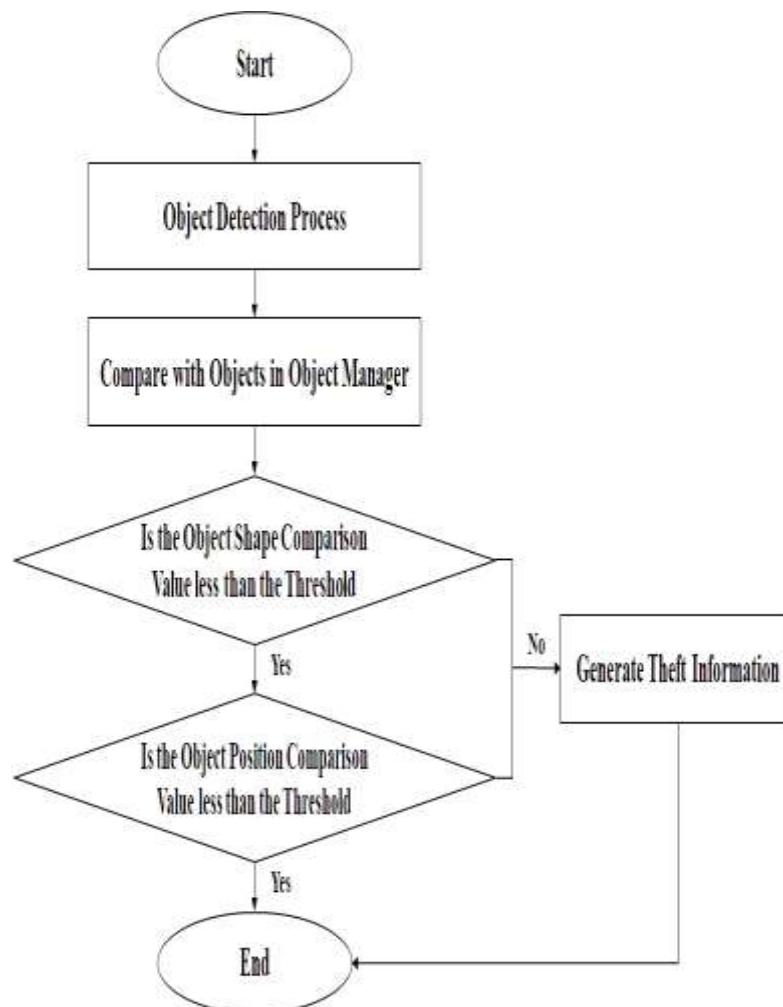 Start
Object Detection Process
Compare with Objects in Object Manager
Is the Object Shape Comparison
Value less than the Threshold
No
Generate Theft Information
Yes
Is the Object Position Comparison
Value less than the Threshold
Yes
End